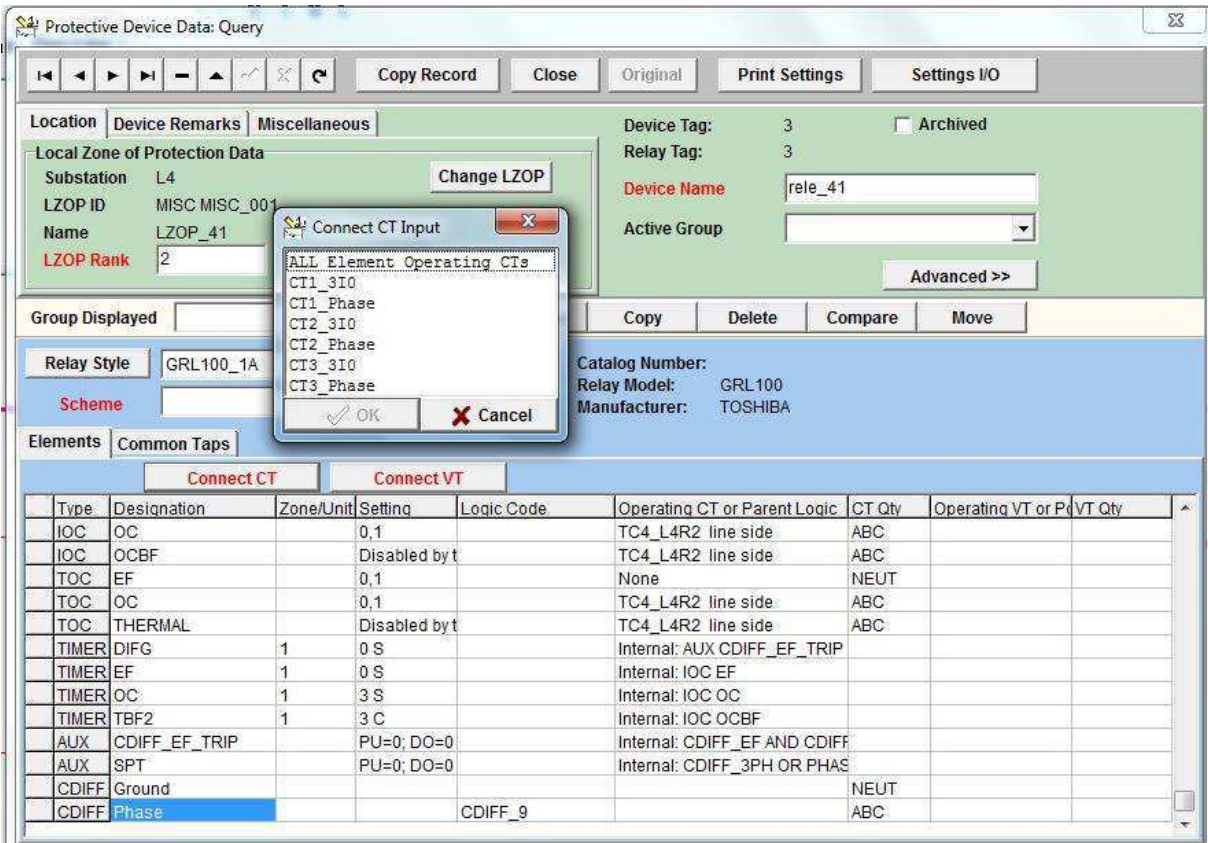 Protective Device Data: Query
Copy Record Close Original Print Settings Settings I/O
Location Device Remarks Miscellaneous
Local Zone of Protection Data
Substation L4
Change LZOP
LZOP ID MISC MISC_001
Name LZOP_41
LZOP Rank 2
Device Tag: 3 Archived
Relay Tag: 3
Device Name rele_41
Active Group
Advanced >>
Connect CT Input
ALL Element Operating CTs
CT1_3I0
CT1_Phase
CT2_3I0
CT2_Phase
CT3_3I0
CT3_Phase
OK Cancel
Group Displayed Copy Delete Compare Move
Relay Style GRL100_1A
Scheme
Catalog Number:
Relay Model: GRL100
Manufacturer: TOSHIBA
Elements Common Taps
Connect CT Connect VT
Type Designation Zone/Unit Setting Logic Code Operating CT or Parent Logic CT Qty Operating VT or Pa VT Qty
IOC OC 0,1 TC4_L4R2 line side ABC
IOC OCBF Disabled by t TC4_L4R2 line side ABC
TOC EF 0,1 None NEUT
TOC OC 0,1 TC4_L4R2 line side ABC
TOC THERMAL Disabled by t TC4_L4R2 line side ABC
TIMER DIFG 1 0 S Internal: AUX CDIFF_EF_TRIP
TIMER EF 1 0 S Internal: IOC EF
TIMER OC 1 3 S Internal: IOC OC
TIMER TBF2 1 3 C Internal: IOC OCBF
AUX CDIFF_EF_TRIP PU=0; DO=0 Internal: CDIFF_EF AND CDIFF
AUX SPT PU=0; DO=0 Internal: CDIFF_3PH OR PHAS
CDIFF Ground NEUT
CDIFF Phase CDIFF_9 ABC